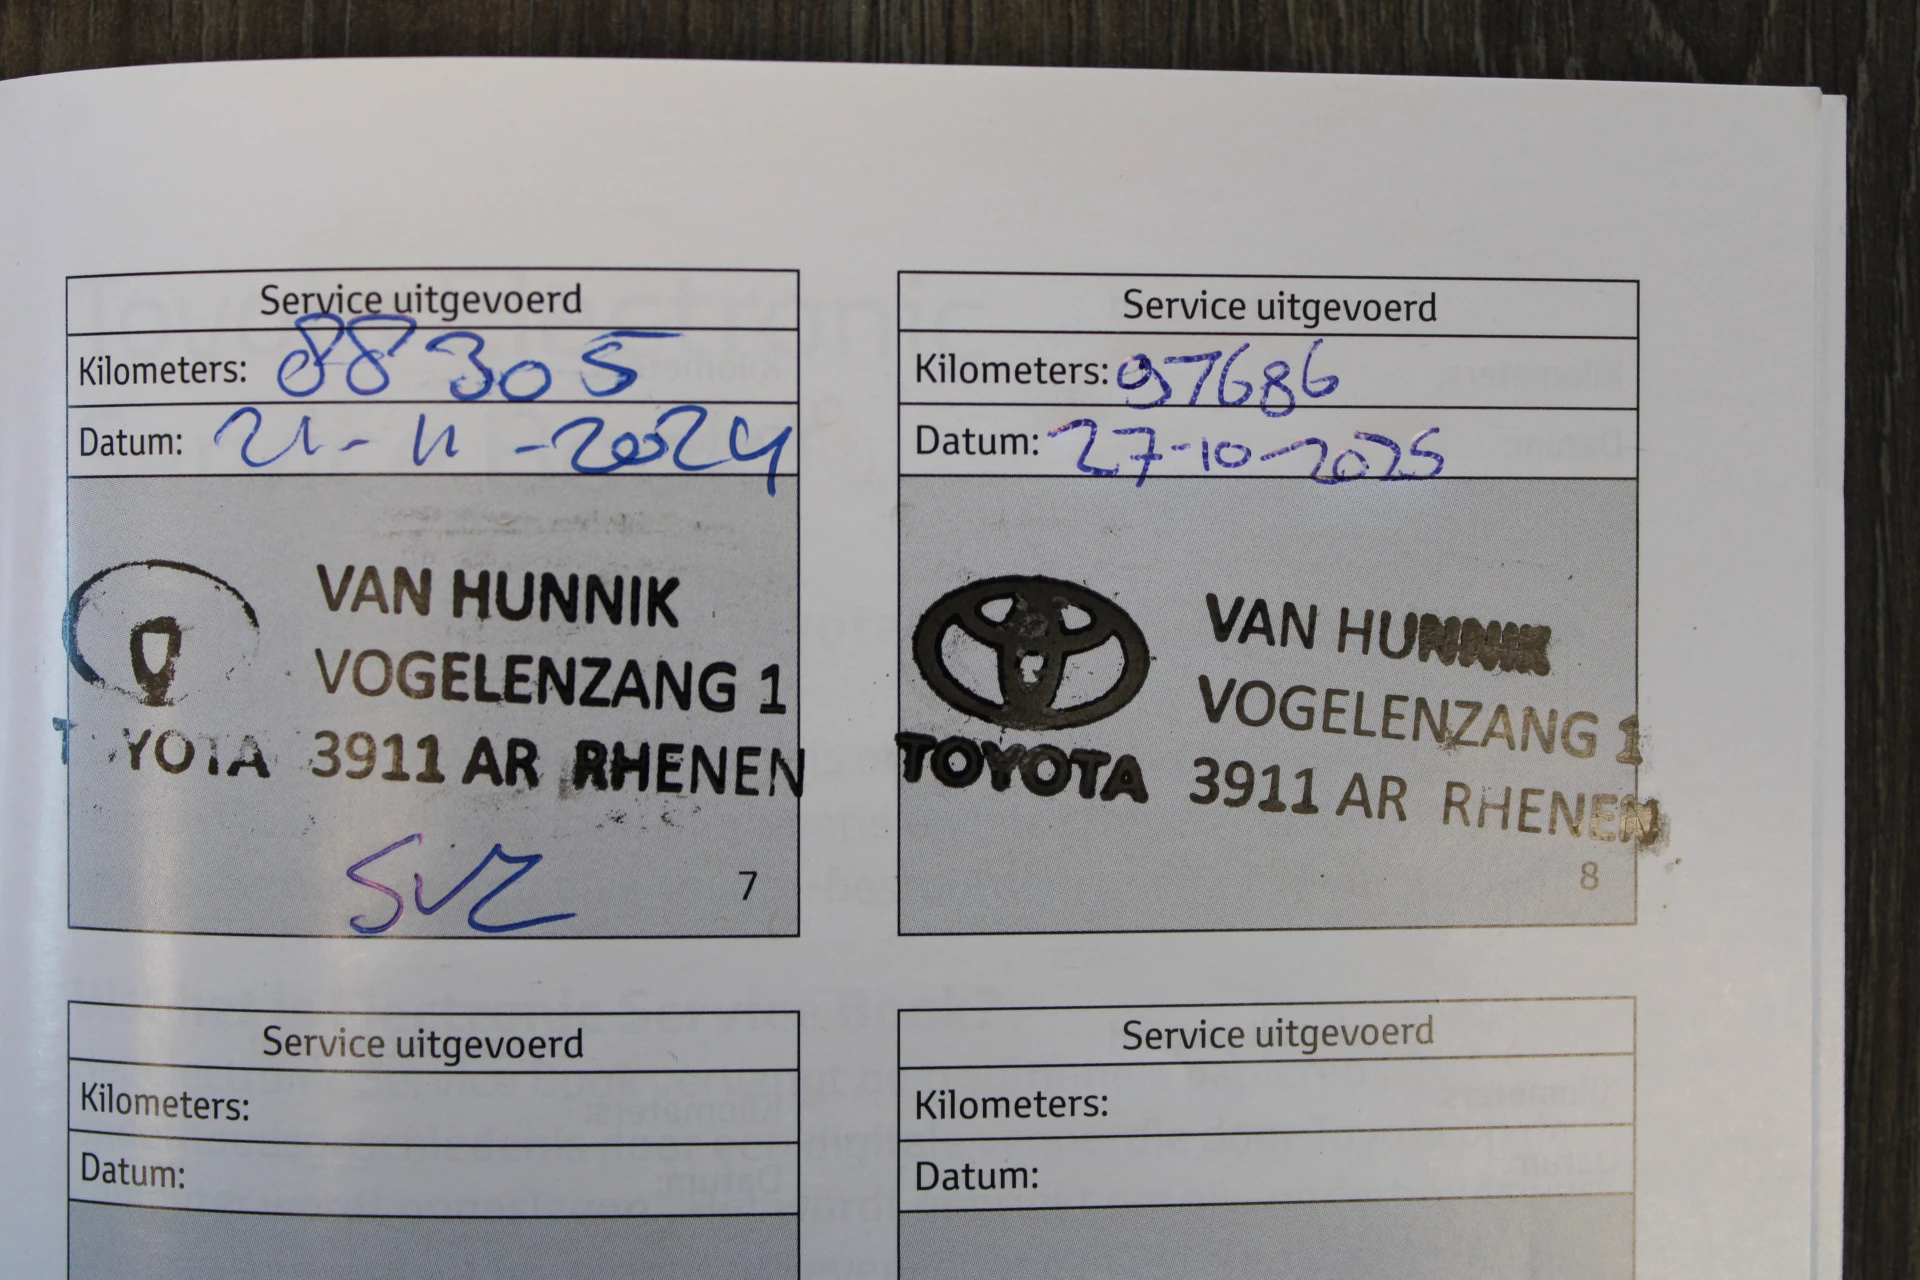 Service uitgevoerd
Kilometers: 88305
Datum: 21-11-2024
VAN HUNNIK
VOGELENZANG 1
TOYOTA 3911 AR RHENEN
SvZ
7
Service uitgevoerd
Kilometers: 97686
Datum: 27-10-2025
VAN HUNNIK
VOGELENZANG 1
TOYOTA 3911 AR RHENEN
8
Service uitgevoerd
Kilometers:
Datum:
Service uitgevoerd
Kilometers:
Datum: